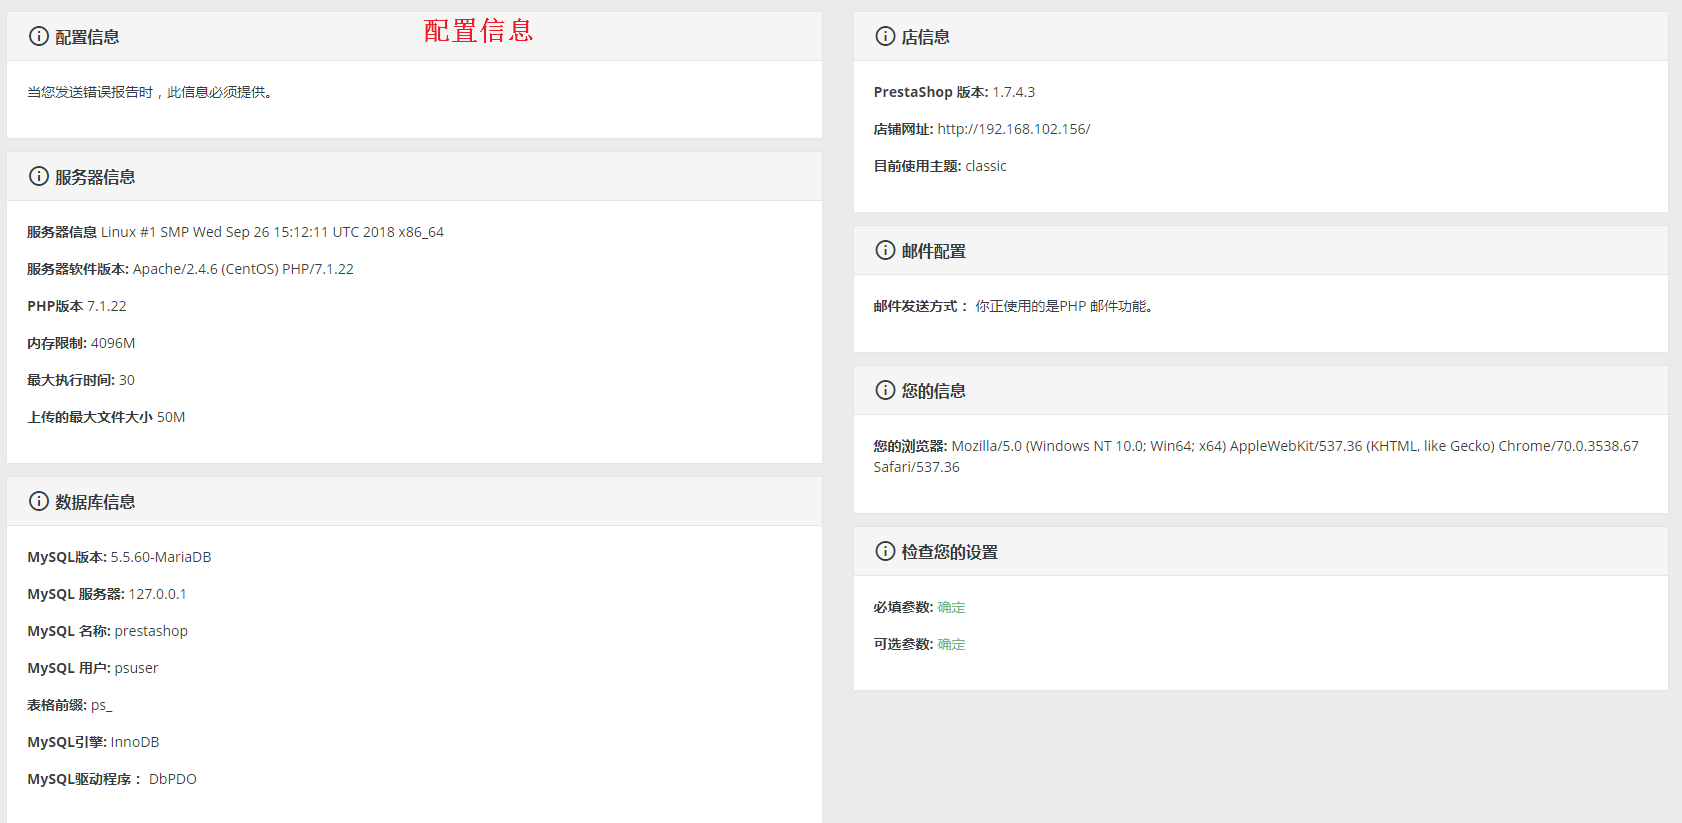 配置信息
配置信息
当您发送错误报告时，此信息必须提供。
服务器信息
服务器信息 Linux #1 SMP Wed Sep 26 15:12:11 UTC 2018 x86_64
服务器软件版本: Apache/2.4.6 (CentOS) PHP/7.1.22
PHP版本 7.1.22
内存限制: 4096M
最大执行时间: 30
上传的最大文件大小 50M
数据库信息
MySQL版本: 5.5.60-MariaDB
MySQL 服务器: 127.0.0.1
MySQL 名称: prestashop
MySQL 用户: psuser
表格前缀: ps_
MySQL引擎: InnoDB
MySQL驱动程序： DbPDO
店信息
PrestaShop 版本: 1.7.4.3
店铺网址: http://192.168.102.156/
目前使用主题: classic
邮件配置
邮件发送方式： 你正使用的是PHP 邮件功能。
您的信息
您的浏览器: Mozilla/5.0 (Windows NT 10.0; Win64; x64) AppleWebKit/537.36 (KHTML, like Gecko) Chrome/70.0.3538.67
Safari/537.36
检查您的设置
必填参数: 确定
可选参数: 确定